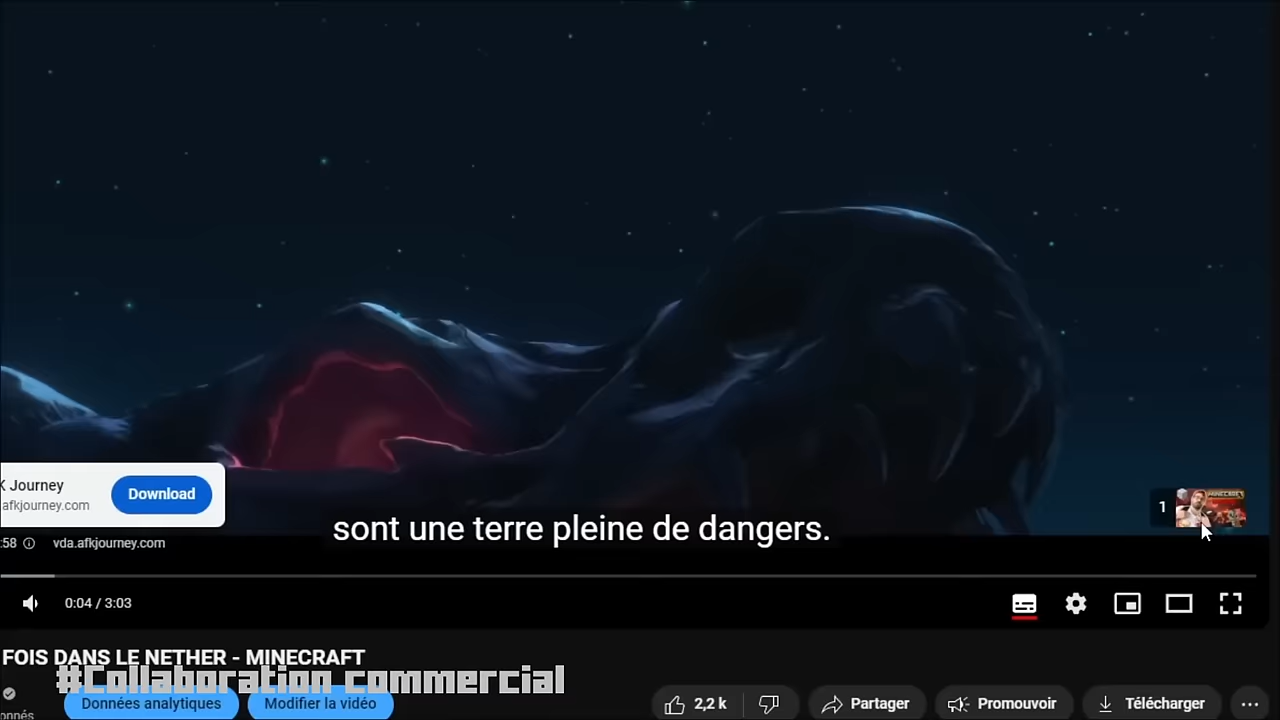 K Journey
afkjourney.com
Download
sont une terre pleine de dangers.
1
MINECRAFT
:58
vda.afkjourney.com
0:04 / 3:03
FOIS DANS LE NETHER - MINECRAFT
#Collaboration commercial
onnés
Données analytiques
Modifier la vidéo
2,2 k
Partager
Promouvoir
Télécharger